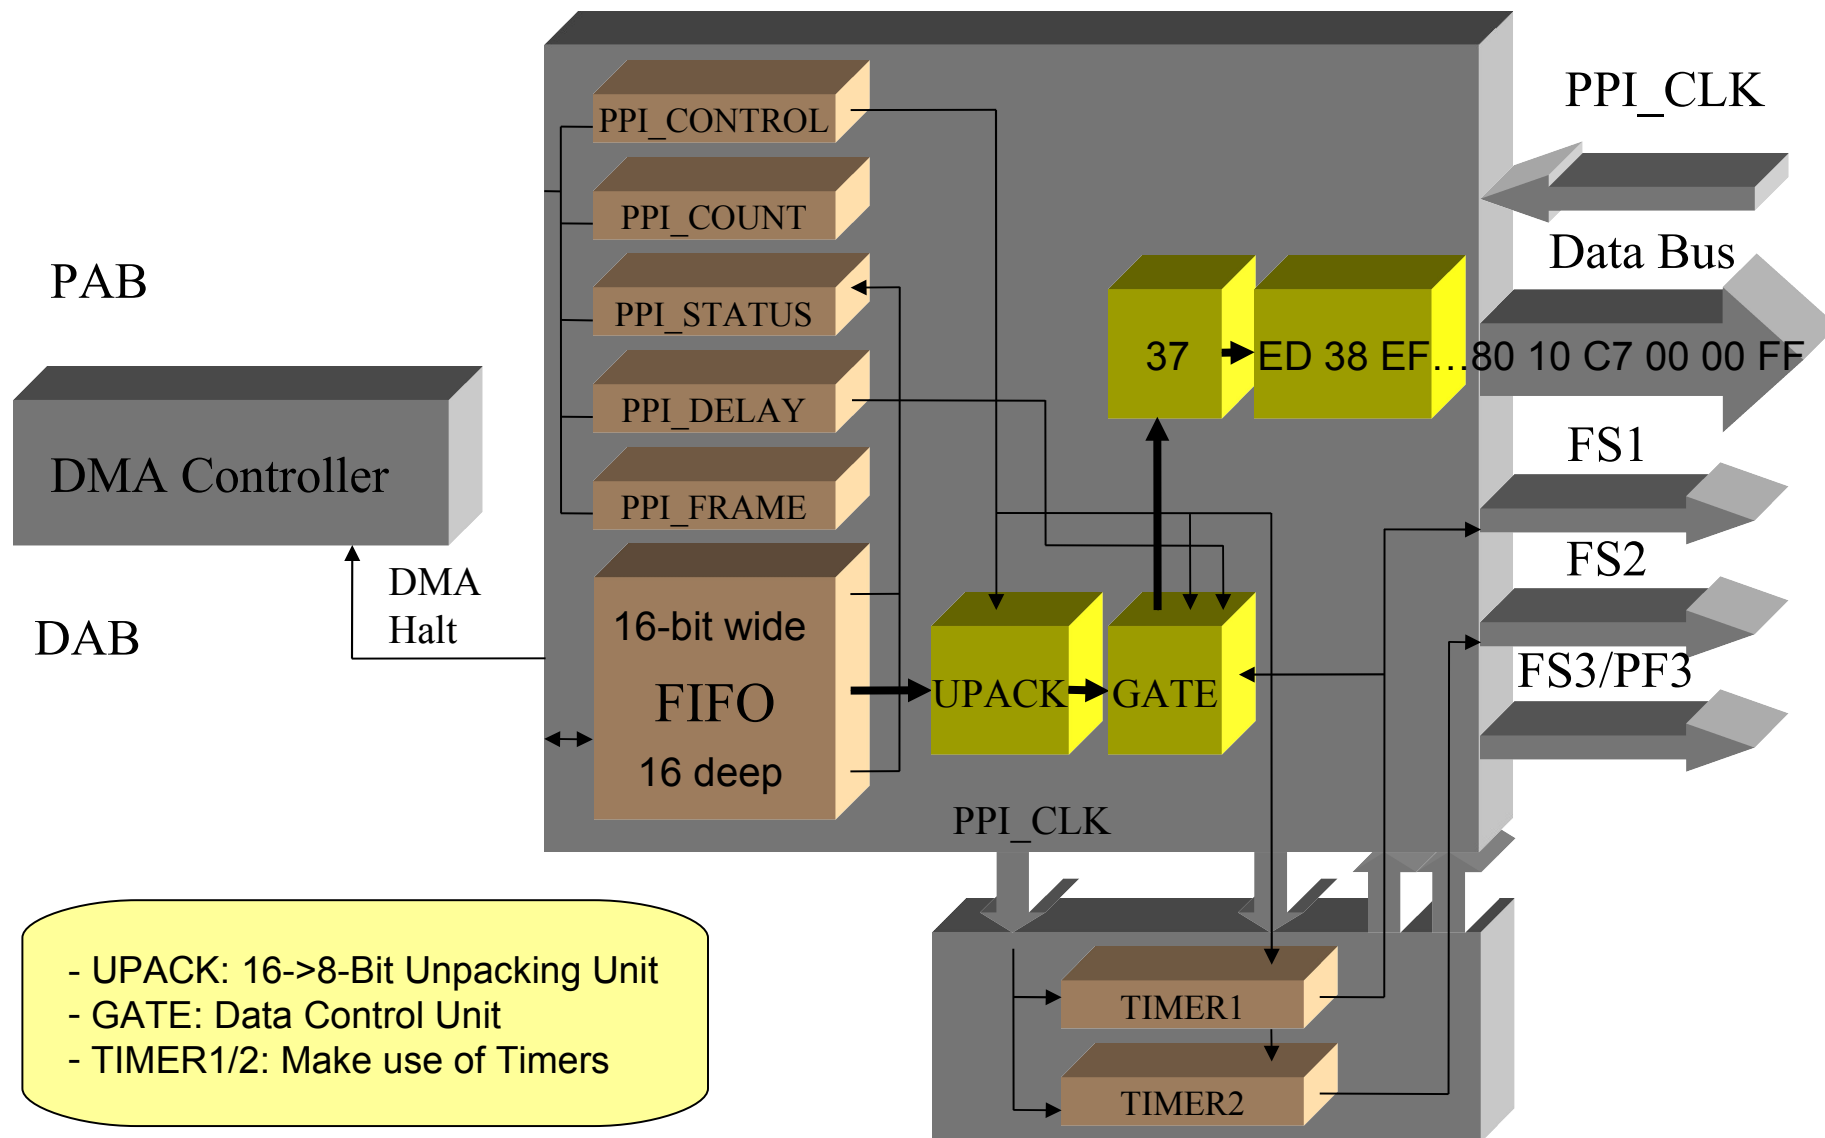 PPI_CONTROL
PPI_COUNT
PPI_STATUS
PPI_DELAY
PPI_FRAME
16-bit wide
FIFO
16 deep
PAB
DMA Controller
DMA
Halt
DAB
UPACK
GATE
37
ED 38 EF…80 10 C7 00 00 FF
PPI_CLK
Data Bus
FS1
FS2
FS3/PF3
PPI_CLK
TIMER1
TIMER2
- UPACK: 16->8-Bit Unpacking Unit
- GATE: Data Control Unit
- TIMER1/2: Make use of Timers